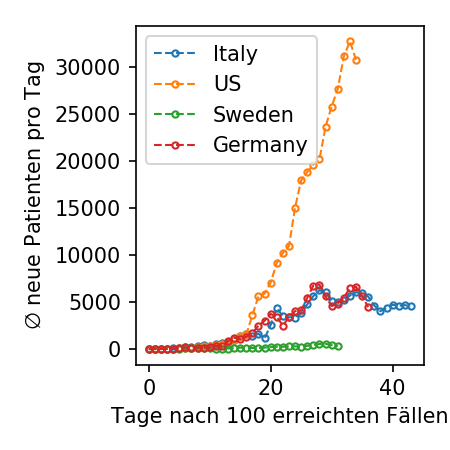 Italy
US
Sweden
Germany
∅ neue Patienten pro Tag
30000
25000
20000
15000
10000
5000
0
0 20 40
Tage nach 100 erreichten Fällen